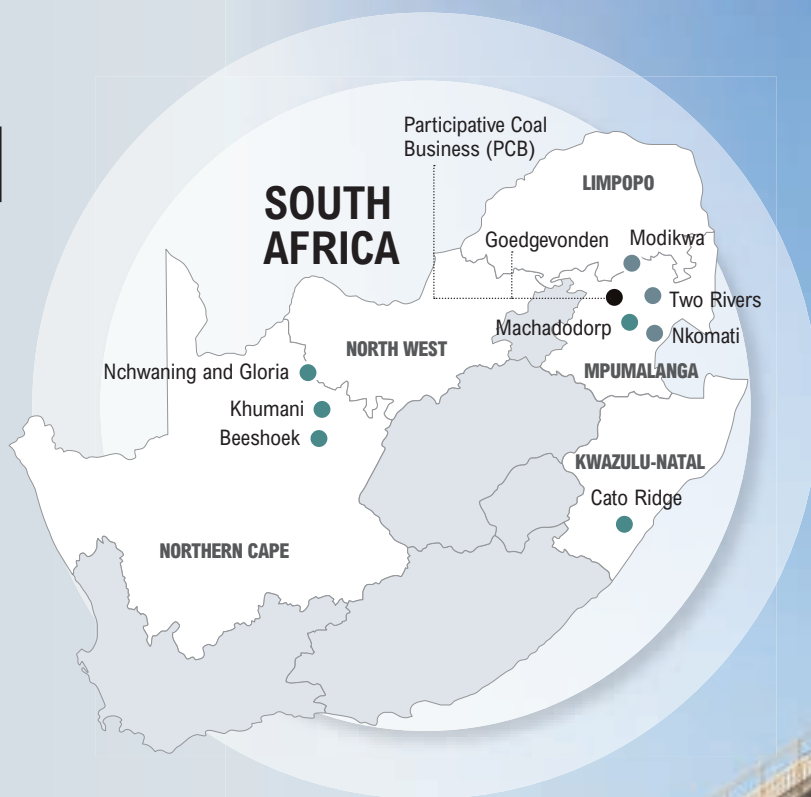 Participative Coal
Business (PCB)
LIMPOPO
SOUTH
AFRICA
Goedgevonden
Modikwa
Two Rivers
Machadodorp
Nkomati
NORTH WEST
MPUMALANGA
Nchwaning and Gloria
Khumani
Beeshoek
KWAZULU-NATAL
Cato Ridge
NORTHERN CAPE